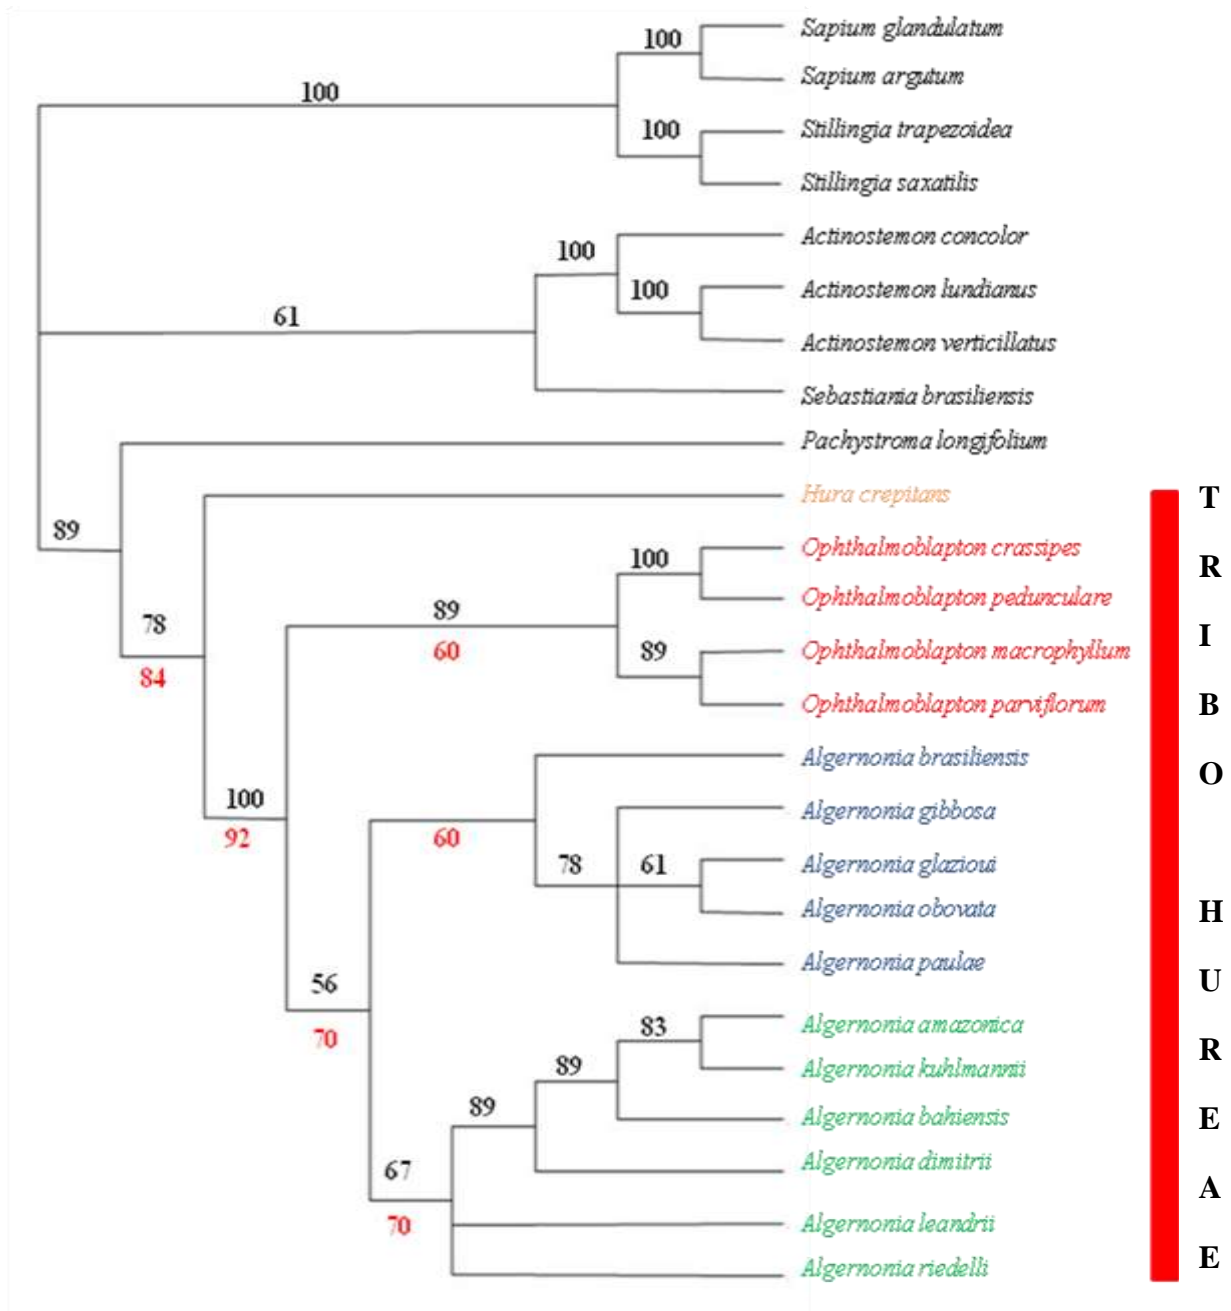 Sapium glandulatum
100
Sapium argutum
100
Stillingia trapezoidea
100
Stillingia saxatilis
Actinostemon concolor
100
Actinostemon lundianus
100
61
Actinostemon verticillatus
Sebastiania brasiliensis
Pachystroma longifolium
Hura crepitans
89
Ophthalmoblapton crassipes
100
Ophthalmoblapton pedunculare
89
78
60
89
Ophthalmoblapton macrophyllum
84
Ophthalmoblapton parviflorum
Algernonia brasiliensis
100
Algernonia gibbosa
92
60
78
61
Algernonia glazioui
Algernonia obovata
Algernonia paulae
56
70
83
Algernonia amazonica
89
Algernonia kuhlmannii
89
Algernonia bahiensis
67
Algernonia dimitrii
70
Algernonia leandrii
Algernonia riedelli
T
R
I
B
O
H
U
R
E
A
E